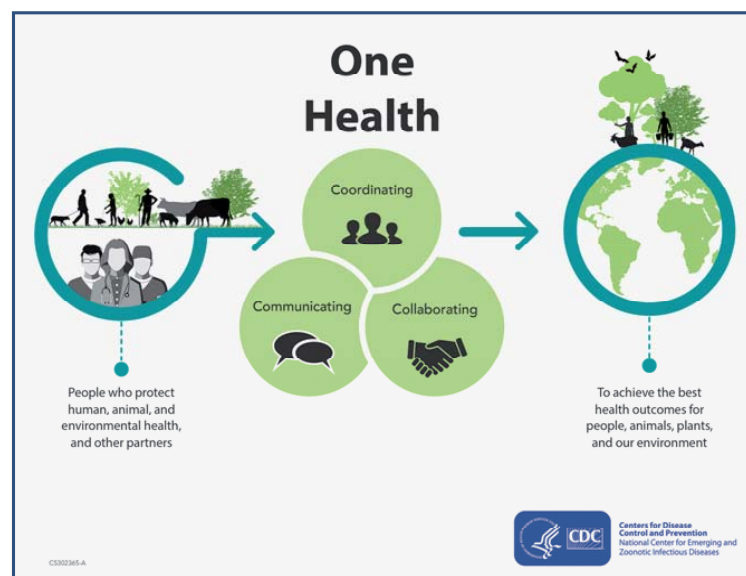 One
Health
Coordinating
Communicating
Collaborating
People who protect
human, animal, and
environmental health,
and other partners
To achieve the best
health outcomes for
people, animals, plants,
and our environment
CDC
Centers for Disease
Control and Prevention
National Center for Emerging and
Zoonotic Infectious Diseases
CS302365-A